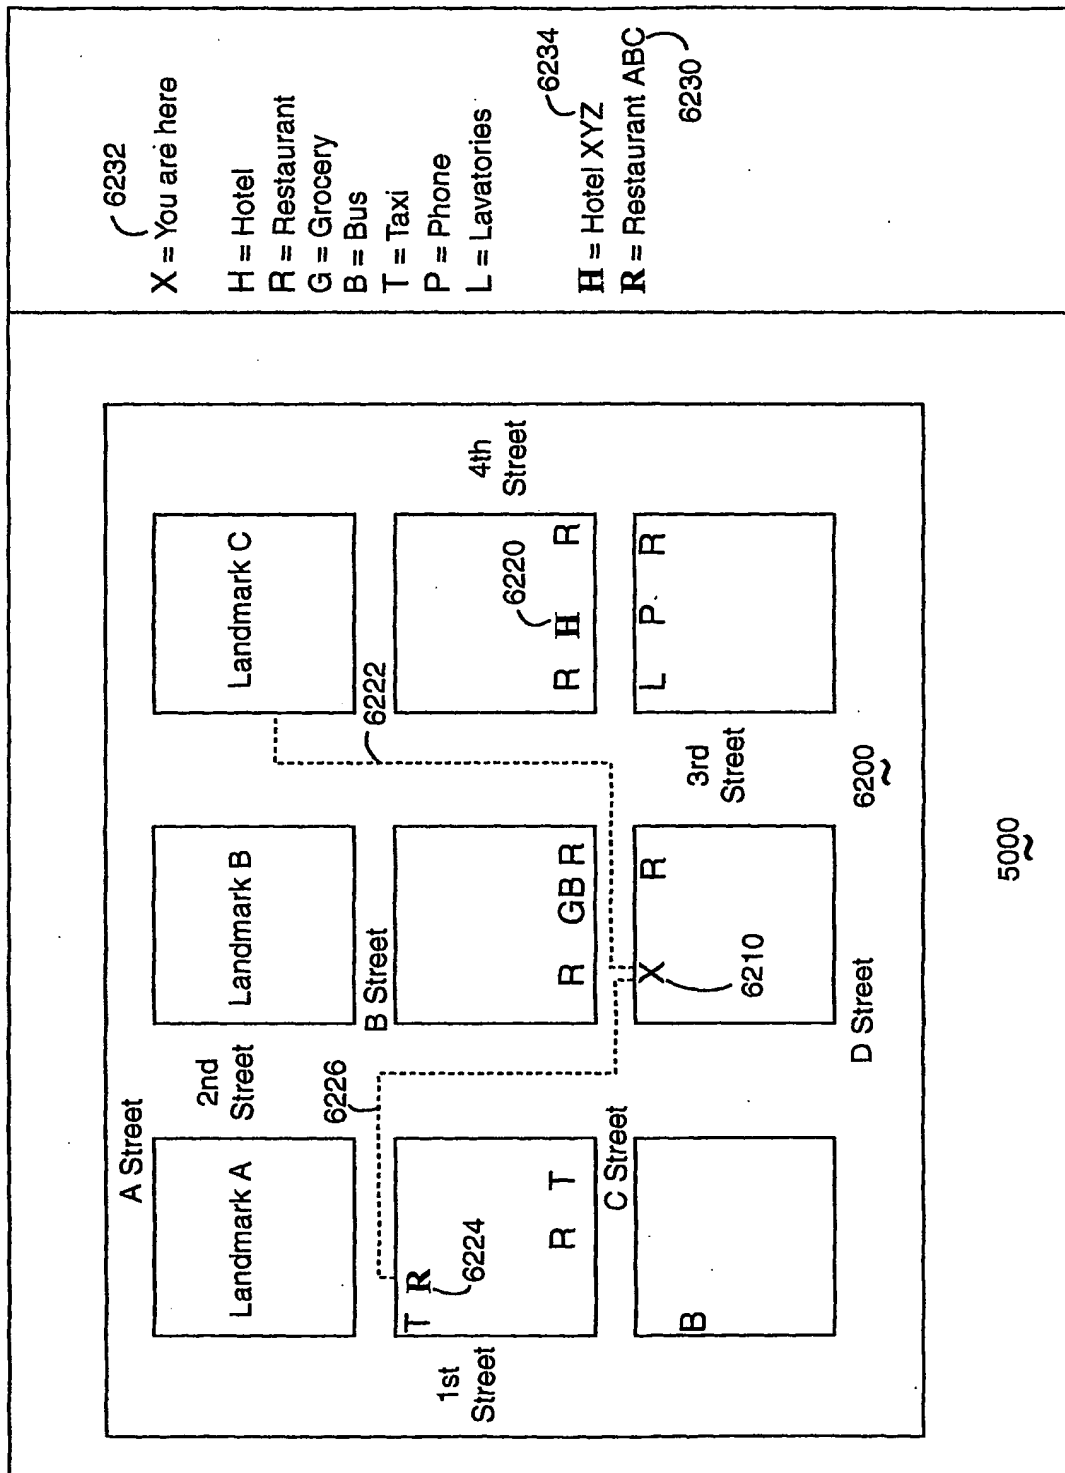 A Street
Landmark A
2nd
Street
Landmark B
Landmark C
B Street
6226
6222
1st
Street
T R
6224
R T
R GB R
R H R
6220
4th
Street
C Street
B
X R
6210
3rd
Street
L P R
D Street
6200
5000
6232
X = You are here
H = Hotel
R = Restaurant
G = Grocery
B = Bus
T = Taxi
P = Phone
L = Lavatories
6234
H = Hotel XYZ
R = Restaurant ABC
6230